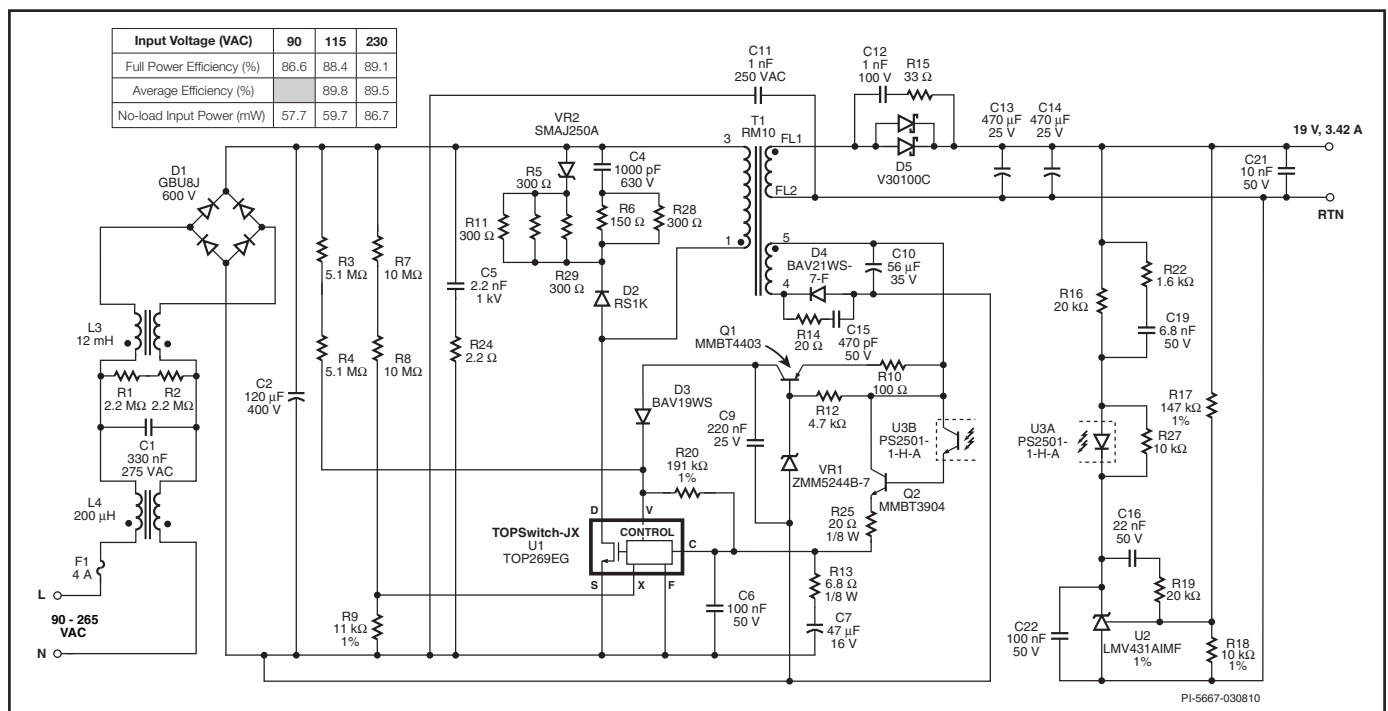 Input Voltage (VAC) 90 115 230
Full Power Efficiency (%) 86.6 88.4 89.1
Average Efficiency (%) 89.8 89.5
No-load Input Power (mW) 57.7 59.7 86.7
C11
1 nF
250 VAC
C12
1 nF
100 V
R15
33 Ω
C13
470 µF
25 V
C14
470 µF
25 V
19 V, 3.42 A
C21
10 nF
50 V
RTN
D5
V30100C
T1
RM10
FL1
FL2
3
1
5
4
VR2
SMAJ250A
C4
1000 pF
630 V
R5
300 Ω
R11
300 Ω
R6
150 Ω
R28
300 Ω
R29
300 Ω
D2
RS1K
D1
GBU8J
600 V
R3
5.1 MΩ
R7
10 MΩ
C5
2.2 nF
1 kV
R4
5.1 MΩ
R8
10 MΩ
R24
2.2 Ω
D4
BAV21WS-
7-F
C10
56 µF
35 V
R14
20 Ω
C15
470 pF
50 V
Q1
MMBT4403
R10
100 Ω
R12
4.7 kΩ
D3
BAV19WS
C9
220 nF
25 V
R20
191 kΩ
1%
VR1
ZMM5244B-7
U3B
PS2501-
1-H-A
Q2
MMBT3904
R25
20 Ω
1/8 W
R16
20 kΩ
R22
1.6 kΩ
C19
6.8 nF
50 V
R17
147 kΩ
1%
U3A
PS2501-
1-H-A
R27
10 kΩ
C16
22 nF
50 V
R19
20 kΩ
C22
100 nF
50 V
U2
LMV431AIMF
1%
R18
10 kΩ
1%
L3
12 mH
R1
2.2 MΩ
R2
2.2 MΩ
C1
330 nF
275 VAC
L4
200 µH
F1
4 A
L
90 - 265
VAC
N
C2
120 µF
400 V
R9
11 kΩ
1%
TOPSwitch-JX
U1
TOP269EG
D
V
CONTROL
C
S
X
F
C6
100 nF
50 V
R13
6.8 Ω
1/8 W
C7
47 µF
16 V
PI-5667-030810